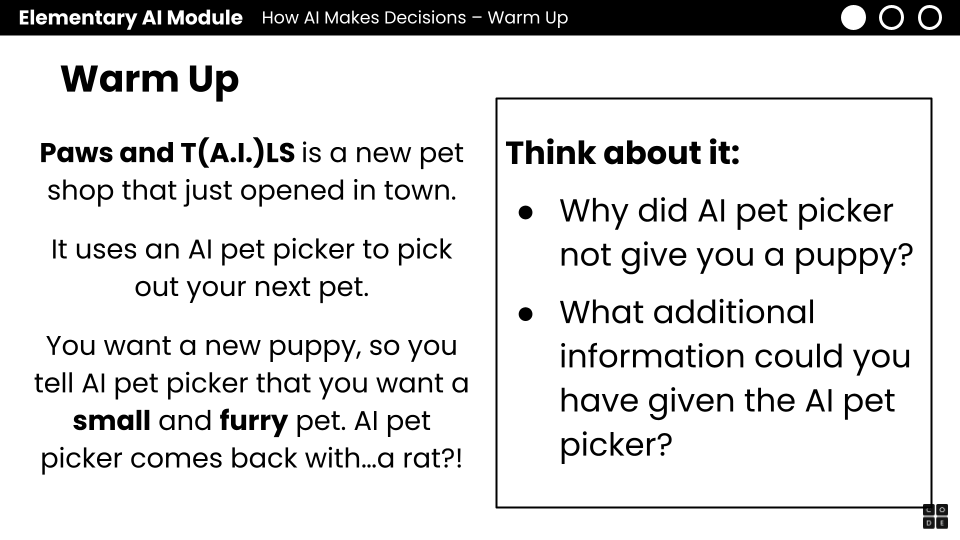 Elementary AI Module How AI Makes Decisions – Warm Up
Warm Up
Paws and T(A.I.)LS is a new pet
shop that just opened in town.
It uses an AI pet picker to pick
out your next pet.
You want a new puppy, so you
tell AI pet picker that you want a
small and furry pet. AI pet
picker comes back with…a rat?!
Think about it:
● Why did AI pet picker
not give you a puppy?
● What additional
information could you
have given the AI pet
picker?
C O
D E